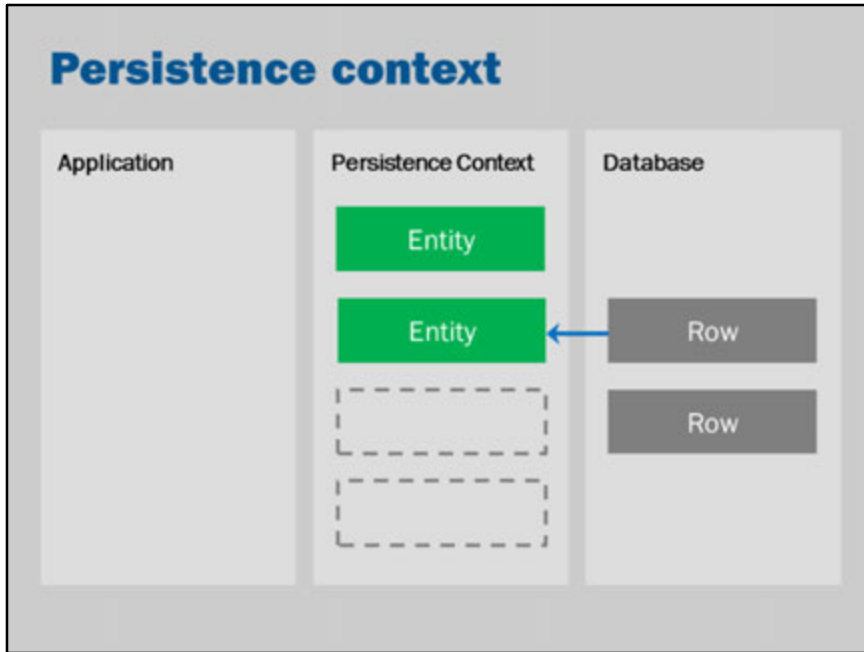 Persistence context
Application
Persistence Context
Database
Entity
Entity
Row
Row